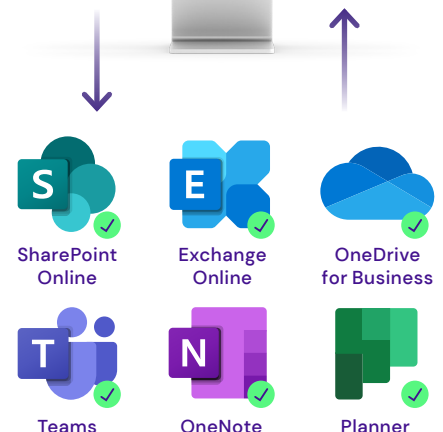 S
E
SharePoint
Online
Exchange
Online
OneDrive
for Business
T
N
Teams
OneNote
Planner